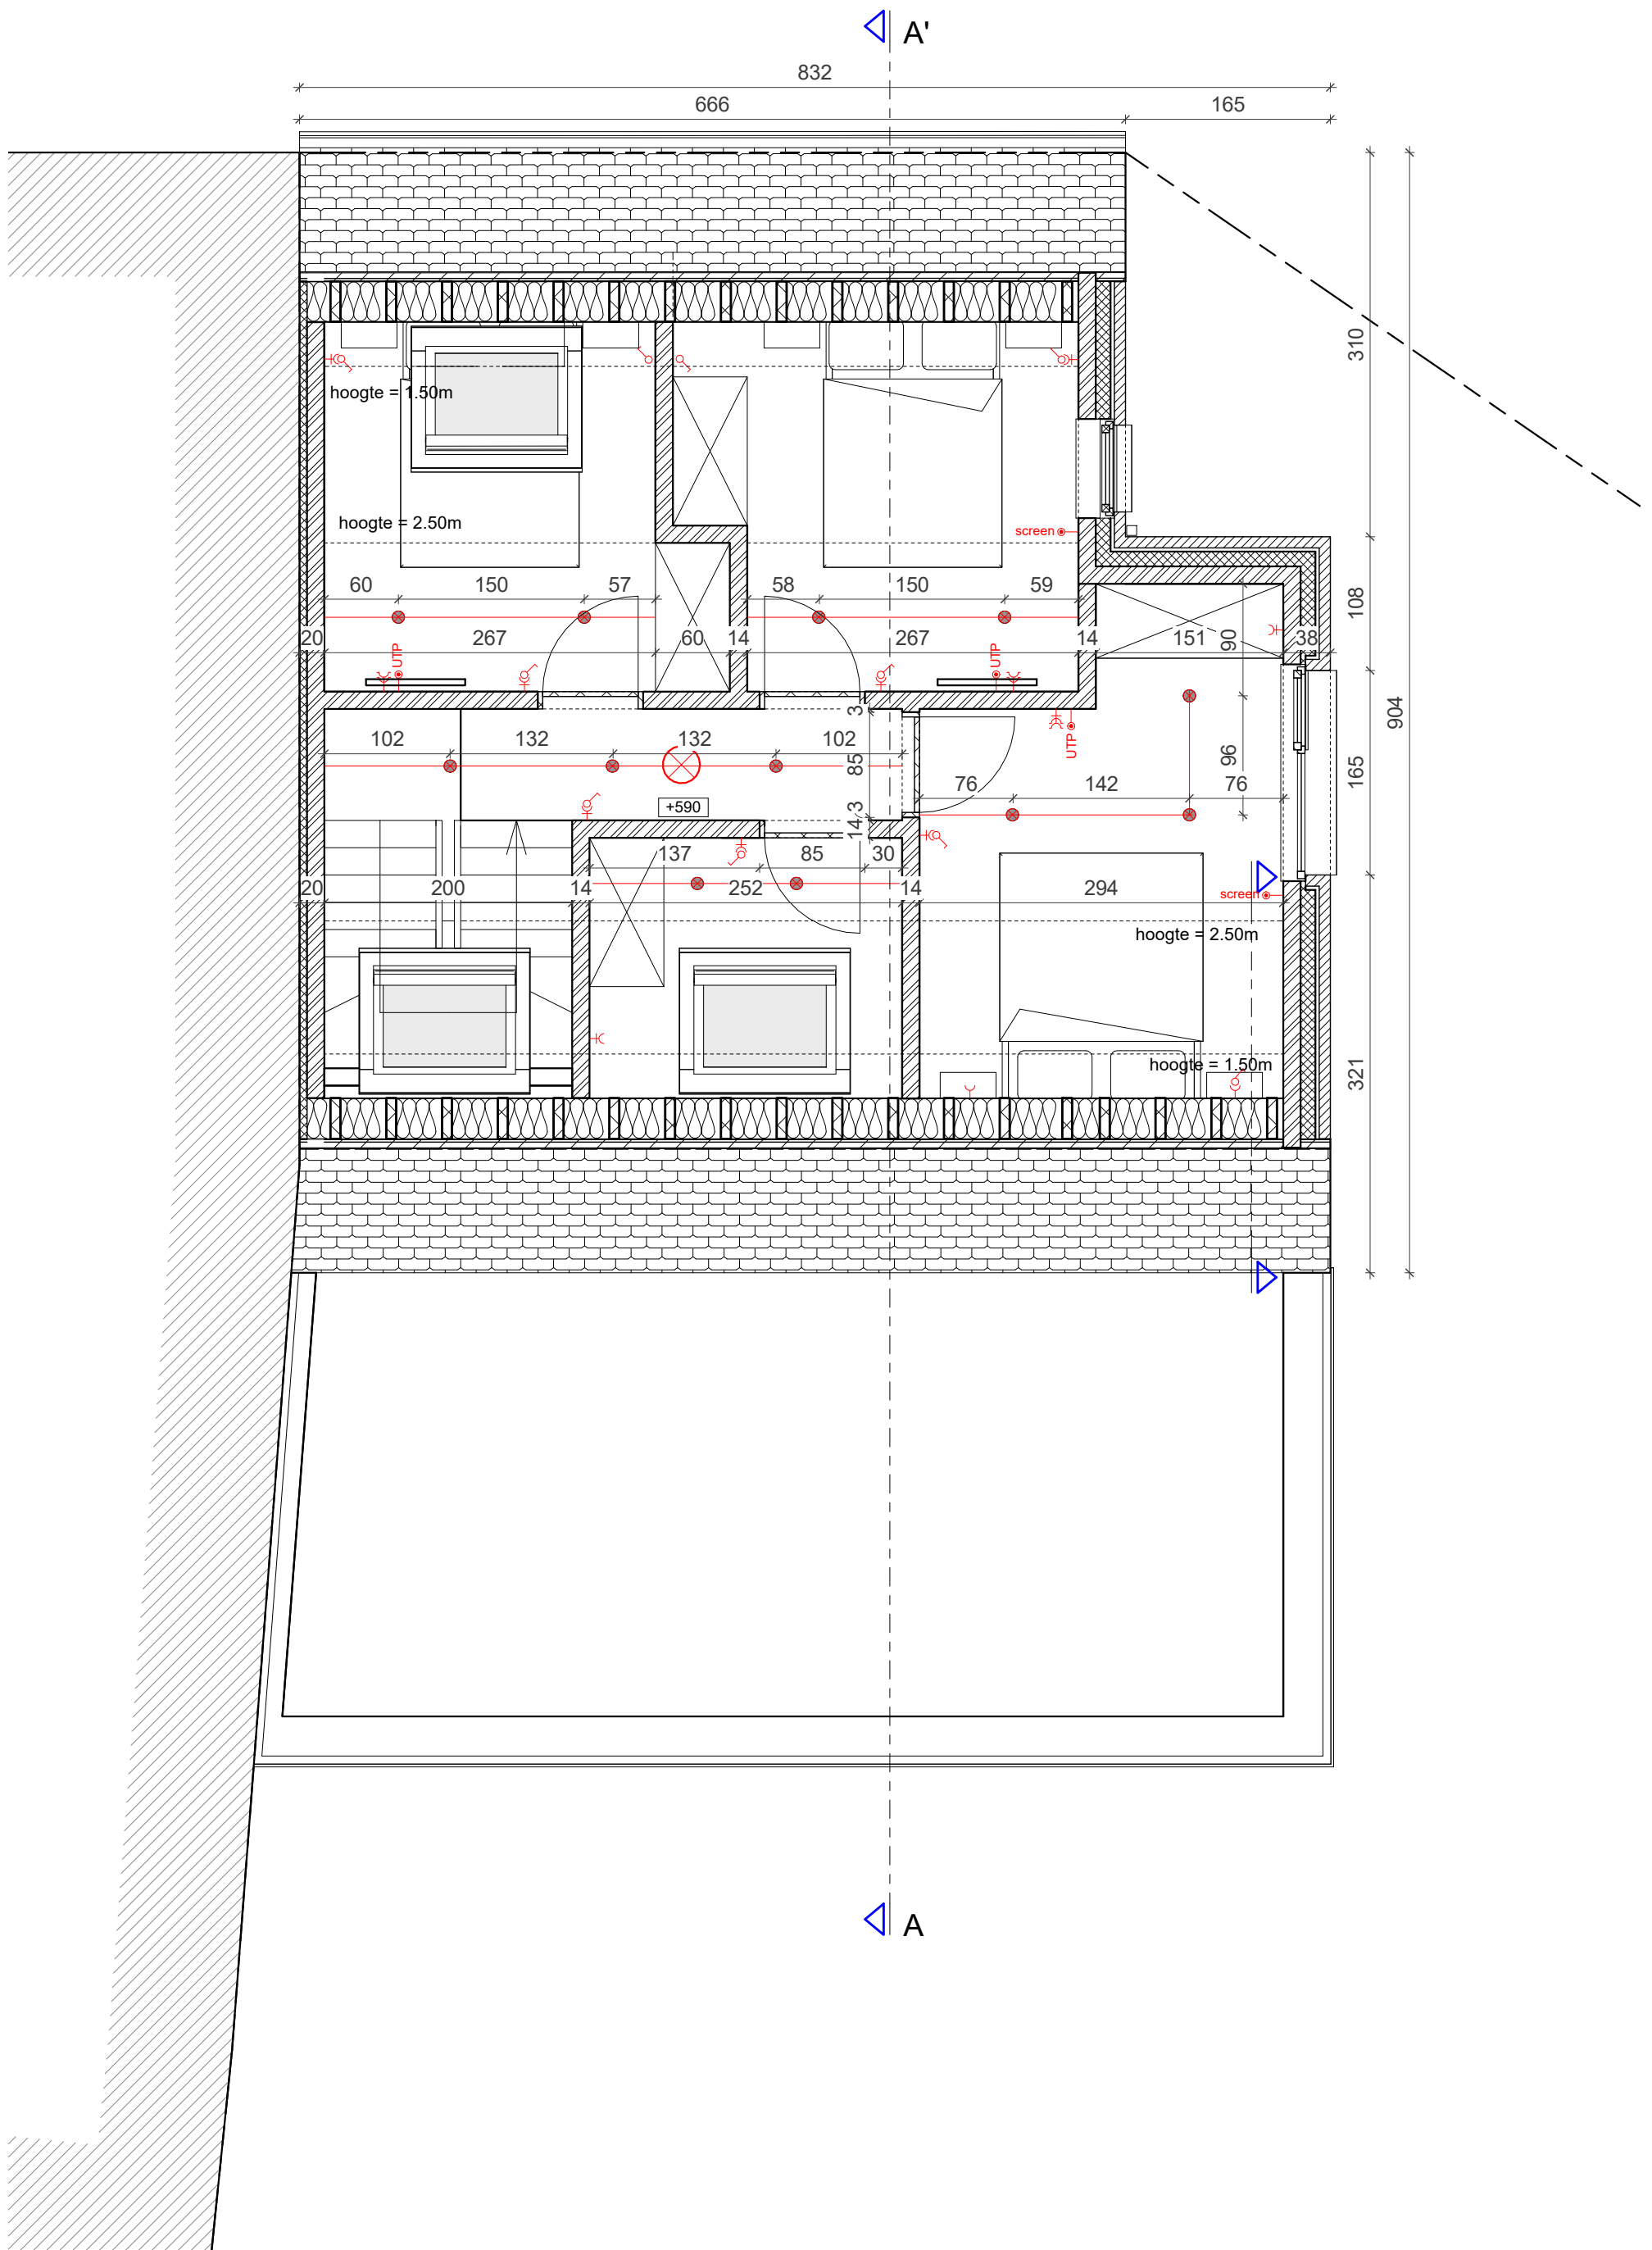 A'
832
666 165
310
hoogte = 1.50m
hoogte = 2.50m
screen
60 150 57 58 150 59
108
20 267 60 14 267 14 90 151 38
UTP UTP
904
3
102 132 132 102
UTP
85
96
165
76 142 76
+590
14 3
137 85 30
20 200 14 252 14 294
screen
hoogte = 2.50m
hoogte = 1.50m
321
A